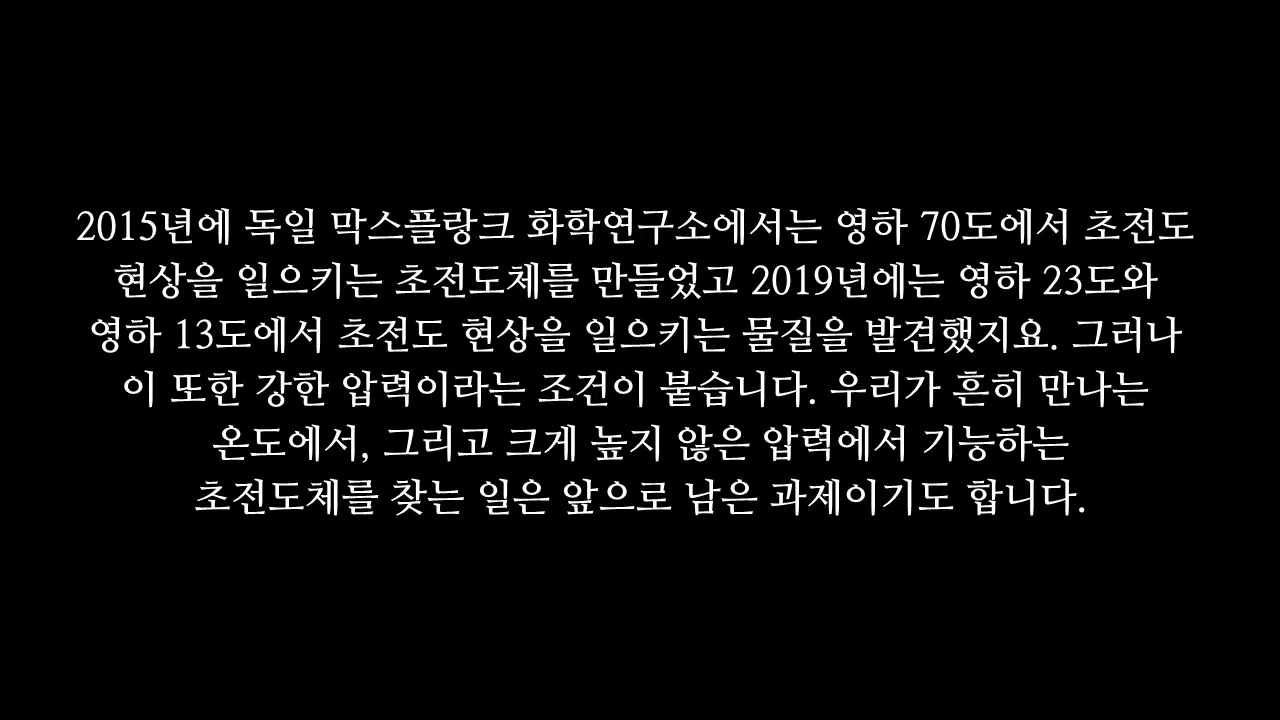 2015년에 독일 막스플랑크 화학연구소에서는 영하 70도에서 초전도
현상을 일으키는 초전도체를 만들었고 2019년에는 영하 23도와
영하 13도에서 초전도 현상을 일으키는 물질을 발견했지요. 그러나
이 또한 강한 압력이라는 조건이 붙습니다. 우리가 흔히 만나는
온도에서, 그리고 크게 높지 않은 압력에서 기능하는
초전도체를 찾는 일은 앞으로 남은 과제이기도 합니다.